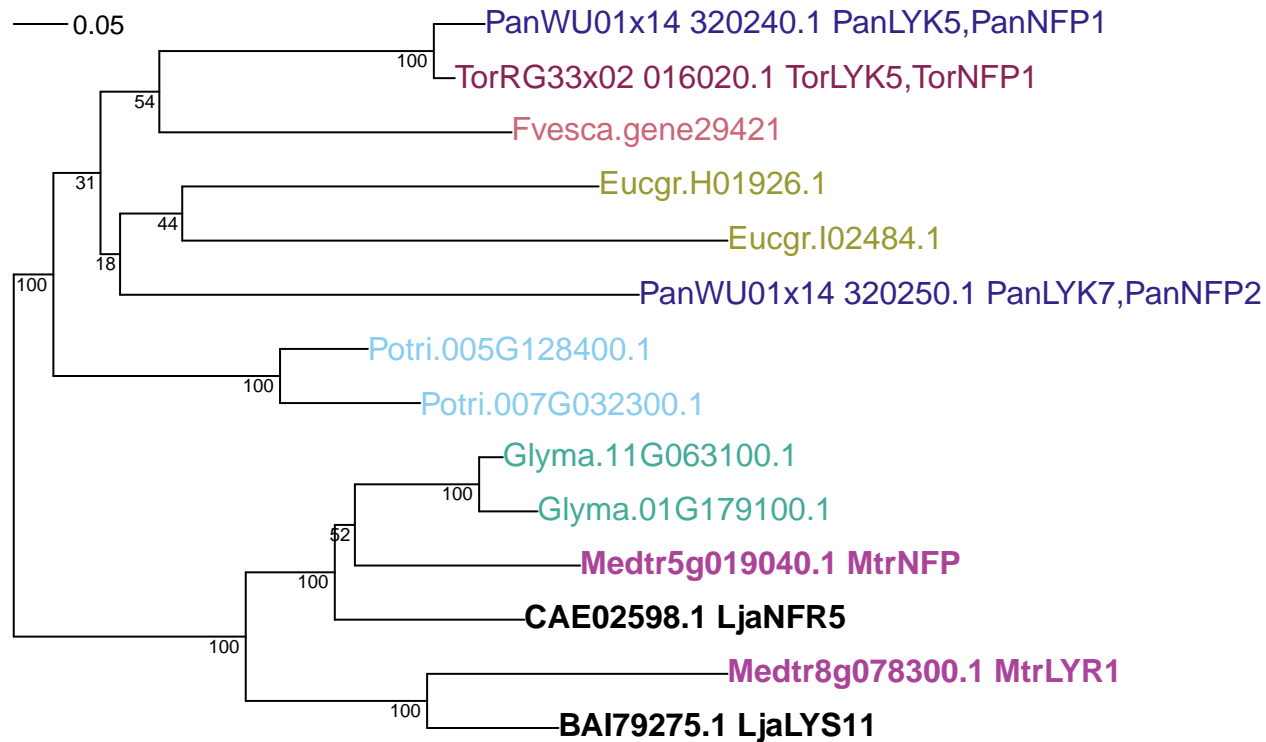 0.05
PanWU01x14 320240.1 PanLYK5,PanNFP1
100
TorRG33x02 016020.1 TorLYK5,TorNFP1
54
Fvesca.gene29421
31
Eucgr.H01926.1
44
Eucgr.I02484.1
18
100
PanWU01x14 320250.1 PanLYK7,PanNFP2
Potri.005G128400.1
100
Potri.007G032300.1
Glyma.11G063100.1
100
Glyma.01G179100.1
52
Medtr5g019040.1 MtrNFP
100
CAE02598.1 LjaNFR5
100
Medtr8g078300.1 MtrLYR1
100
BAI79275.1 LjaLYS11